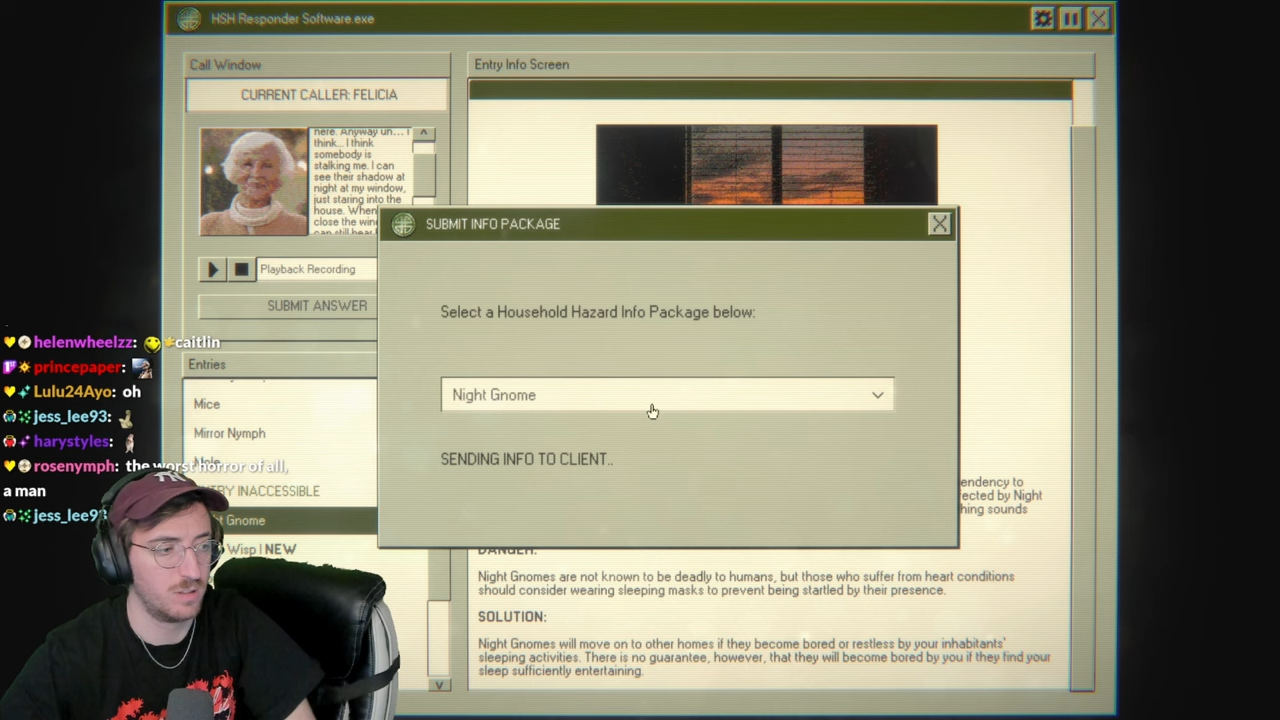 HSH Responder Software.exe
Call Window
CURRENT CALLER: FELICIA
here. Anyway uh... I
think... I think
somebody is
stalking me. I can
see their shadow at
night at my window,
just staring into the
house. When
close the win
can still hear
Playback Recording
SUBMIT ANSWER
Entries
Mice
Mirror Nymph
Mole
ENTRY INACCESSIBLE
Gnome
Wisp | NEW
Entry Info Screen
SUBMIT INFO PACKAGE
Select a Household Hazard Info Package below:
Night Gnome
SENDING INFO TO CLIENT..
endency to
ected by Night
hing sounds
DANGER:
Night Gnomes are not known to be deadly to humans, but those who suffer from heart conditions
should consider wearing sleeping masks to prevent being startled by their presence.
SOLUTION:
Night Gnomes will move on to other homes if they become bored or restless by your inhabitants'
sleeping activities. There is no guarantee, however, that they will become bored by you if they find your
sleep sufficiently entertaining.
helenwheelzz: caitlin
princepaper:
Lulu24Ayo: oh
jess_lee93:
harystyles:
rosenymph: the worst horror of all,
a man
jess_lee93